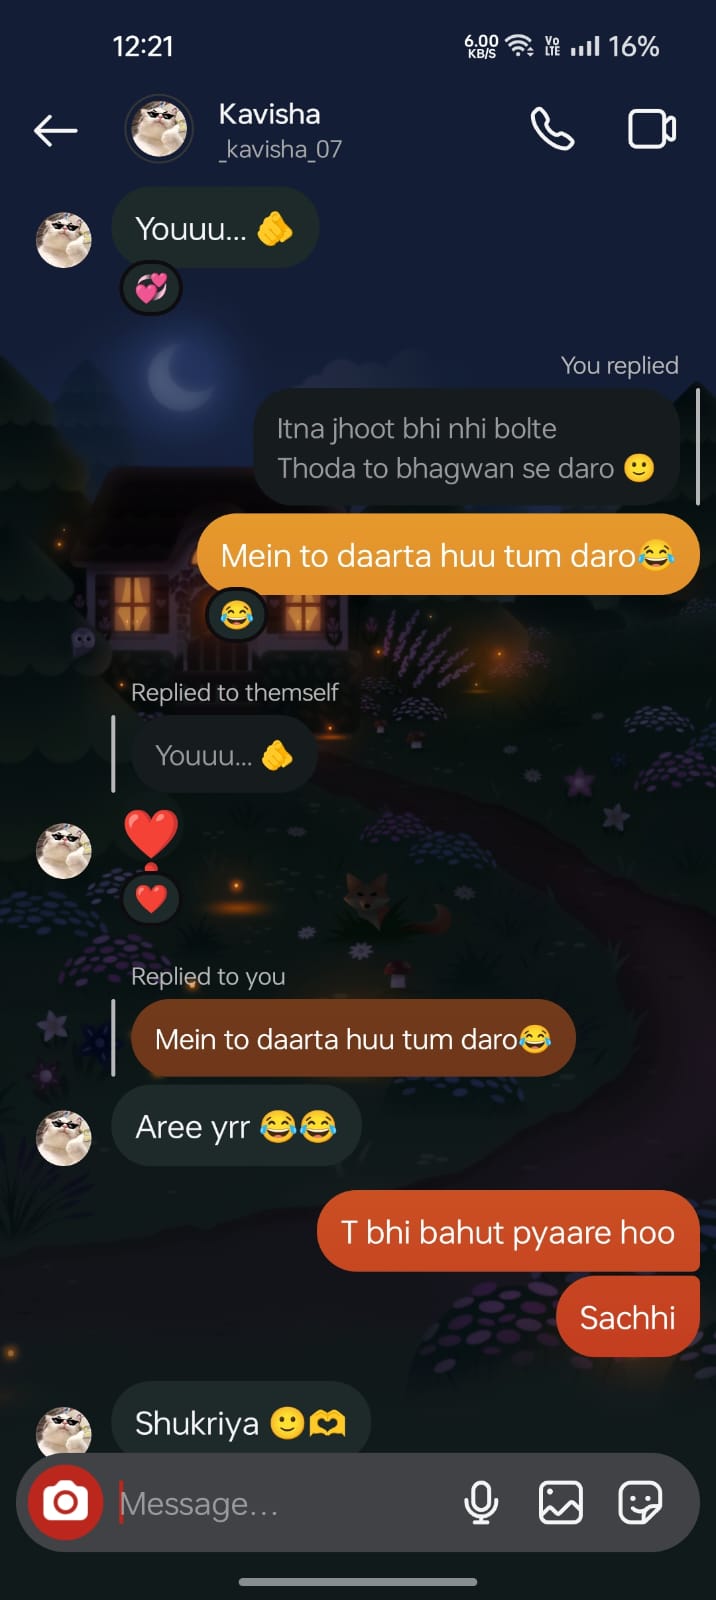 12:21
6.00 KB/S Vo LTE 16%
Kavisha
_kavisha_07
Youuu... 🫵
💞
You replied
Itna jhoot bhi nhi bolte
Thoda to bhagwan se daro 🙂
Mein to daarta huu tum daro😂
😂
Replied to themself
Youuu... 🫵
❣️
❤️
Replied to you
Mein to daarta huu tum daro😂
Aree yrr 😂😂
T bhi bahut pyaare hoo
Sachhi
Shukriya 🙂🫶
Message...